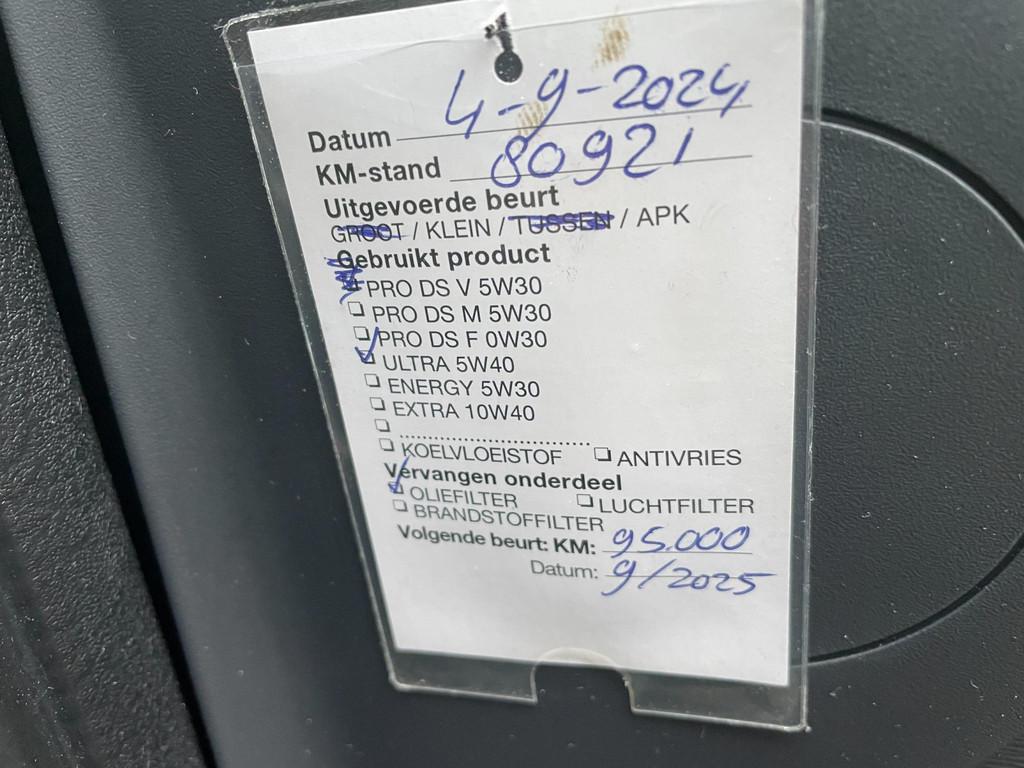 Datum 4-9-2024
KM-stand 80921
Uitgevoerde beurt
GROOT / KLEIN / TUSSEN / APK
Gebruikt product
PRO DS V 5W30
PRO DS M 5W30
PRO DS F 0W30
ULTRA 5W40
ENERGY 5W30
EXTRA 10W40
..............................
KOELVLOEISTOF ANTIVRIES
Vervangen onderdeel
OLIEFILTER LUCHTFILTER
BRANDSTOFFILTER
Volgende beurt: KM: 95.000
Datum: 9/2025